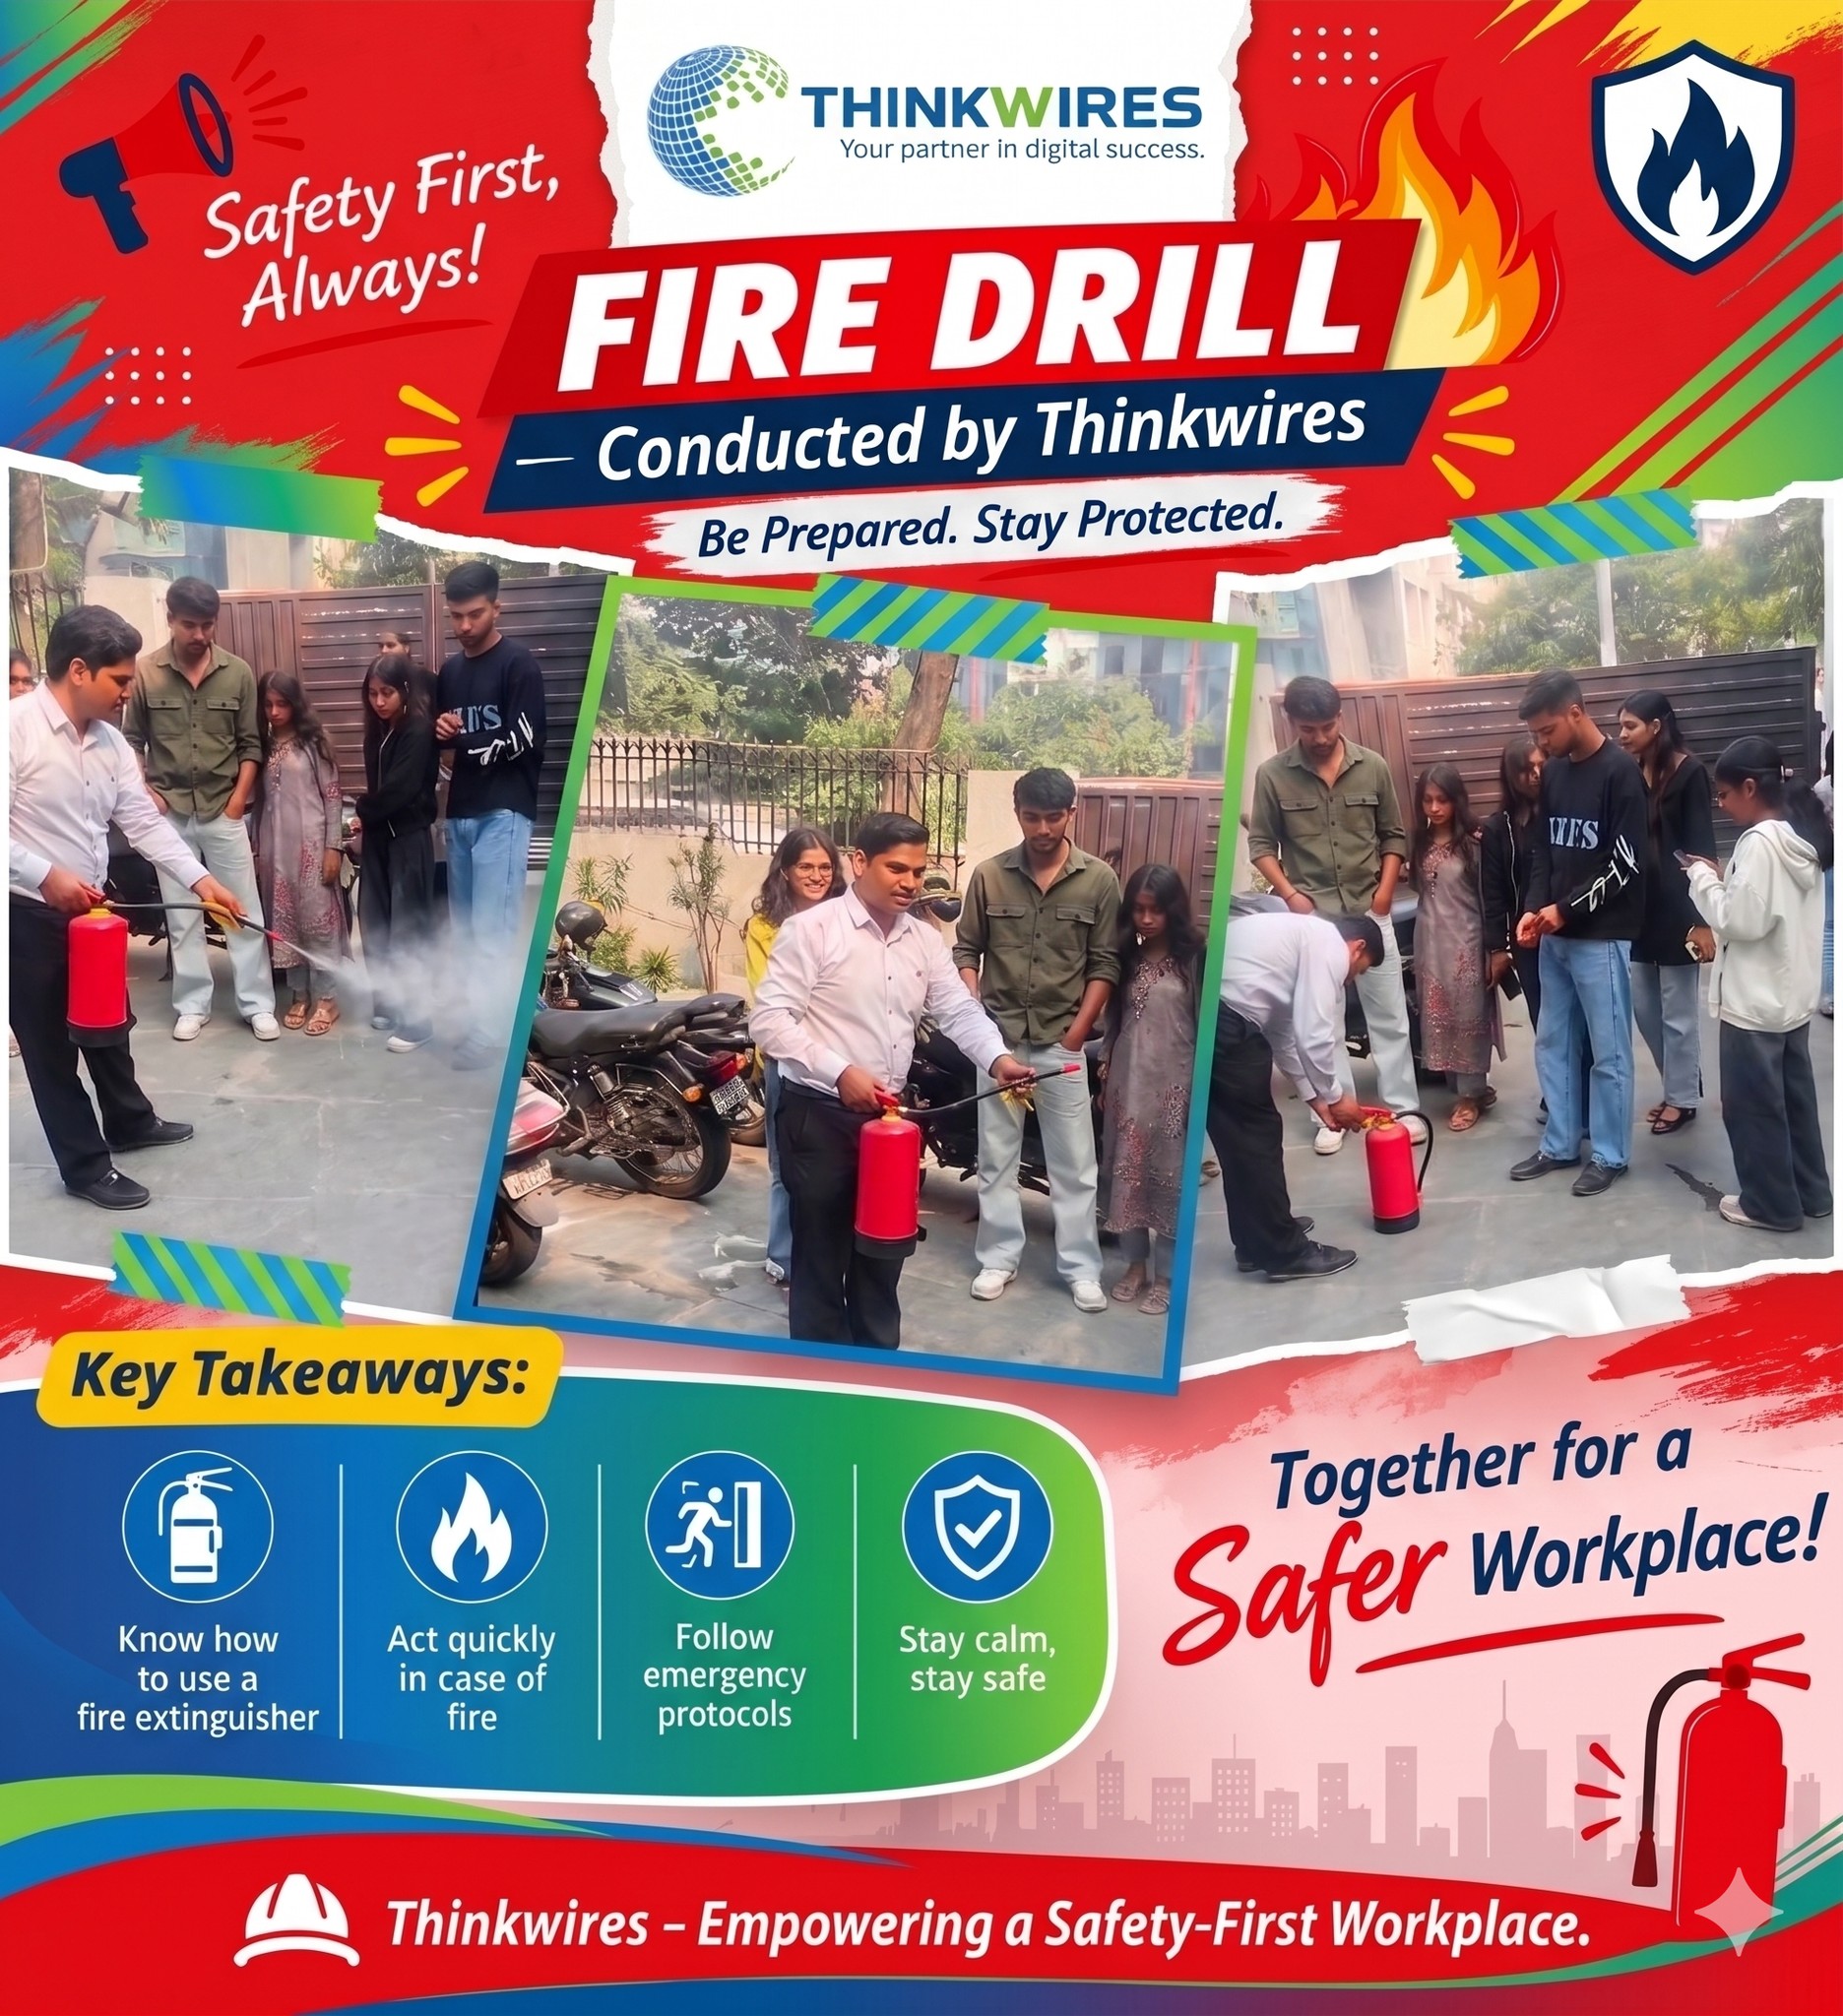 THINKWIRES
Your partner in digital success.
Safety First,
Always!
FIRE DRILL
— Conducted by Thinkwires
Be Prepared. Stay Protected.
Key Takeaways:
Know how
to use a
fire extinguisher
Act quickly
in case of
fire
Follow
emergency
protocols
Stay calm,
stay safe
Together for a
Safer Workplace!
Thinkwires – Empowering a Safety-First Workplace.